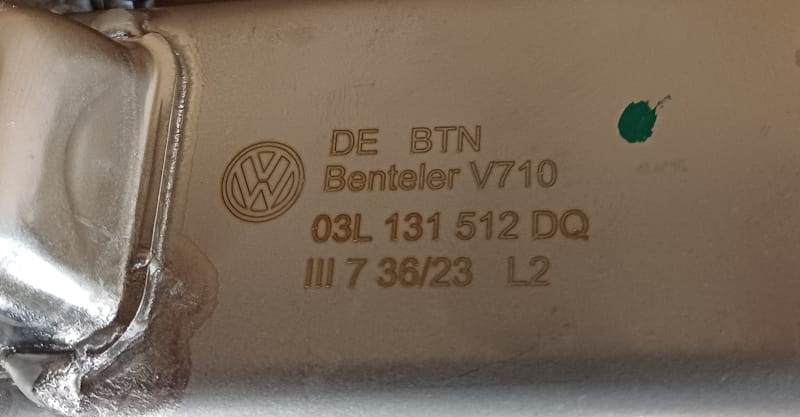 DE BTN
Benteler V710
03L 131 512 DQ
III 7 36/23 L2